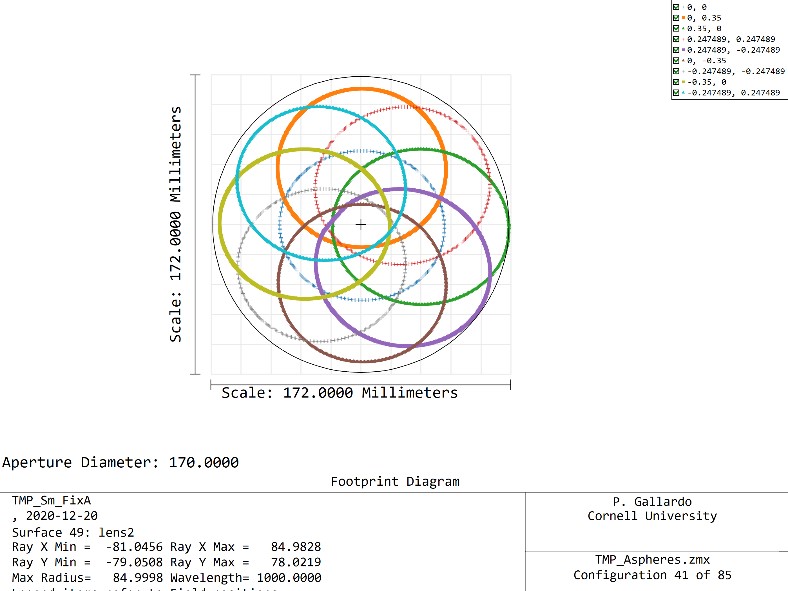 0, 0
0, 0.35
0.35, 0
0.247489, 0.247489
0.247489, -0.247489
0, -0.35
-0.247489, -0.247489
-0.35, 0
-0.247489, 0.247489
Scale: 172.0000 Millimeters
Scale: 172.0000 Millimeters
Aperture Diameter: 170.0000
Footprint Diagram
TMP_Sm_FixA
, 2020-12-20
Surface 49: lens2
Ray X Min = -81.0456 Ray X Max = 84.9828
Ray Y Min = -79.0508 Ray Y Max = 78.0219
Max Radius= 84.9998 Wavelength= 1000.0000
P. Gallardo
Cornell University
TMP_Aspheres.zmx
Configuration 41 of 85